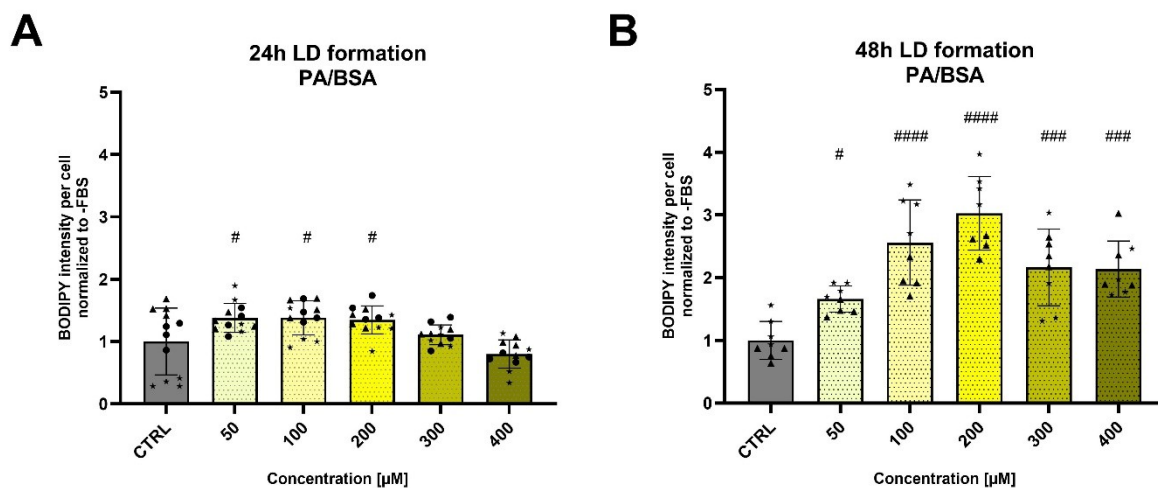 A
24h LD formation
PA/BSA
BODIPY intensity per cell
normalized to -FBS
5
4
3
2
1
0
# # #
CTRL 50 100 200 300 400
Concentration [µM]
B
48h LD formation
PA/BSA
BODIPY intensity per cell
normalized to -FBS
5
4
3
2
1
0
# #### #### ### ###
CTRL 50 100 200 300 400
Concentration [µM]